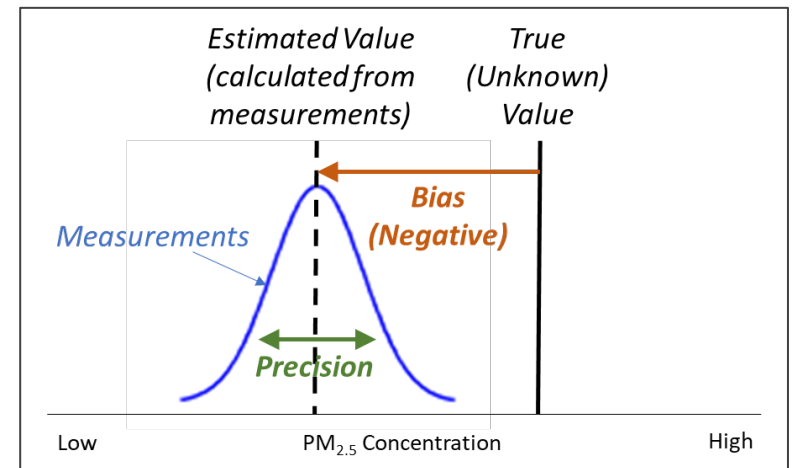 Estimated Value
(calculated from
measurements)
True
(Unknown)
Value
Bias
(Negative)
Measurements
Precision
Low
PM2.5 Concentration
High